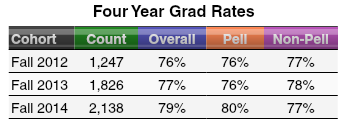 Four Year Grad Rates
Cohort Count Overall Pell Non-Pell
Fall 2012 1,247 76% 76% 77%
Fall 2013 1,826 77% 76% 78%
Fall 2014 2,138 79% 80% 77%